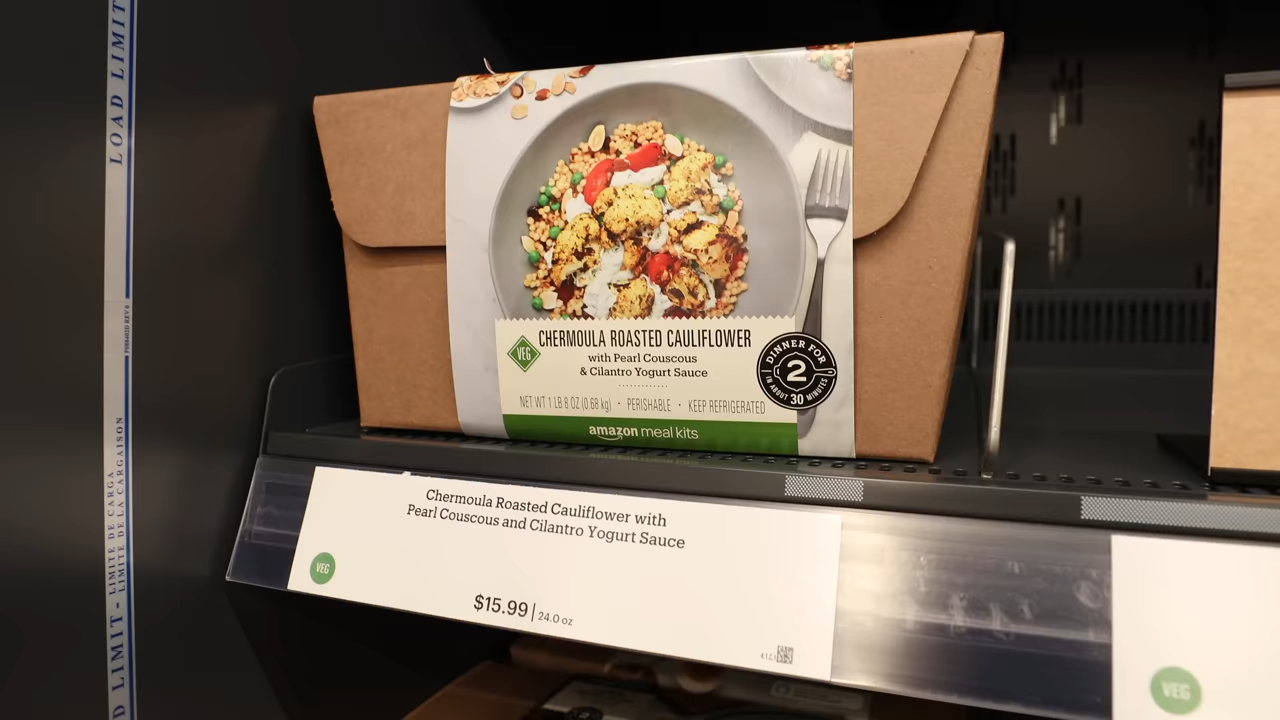 LOAD LIMIT
D LIMIT - LIMITE DE CARGA
LIMITE DE LA CARGAISON
VEG
CHERMOULA ROASTED CAULIFLOWER
with Pearl Couscous
& Cilantro Yogurt Sauce
NET WT 1 LB 8 OZ (0.68 kg) • PERISHABLE • KEEP REFRIGERATED
amazon meal kits
DINNER FOR
2
IN ABOUT 30 MINUTES
Chermoula Roasted Cauliflower with
Pearl Couscous and Cilantro Yogurt Sauce
VEG
$15.99 | 24.0 oz
VEG